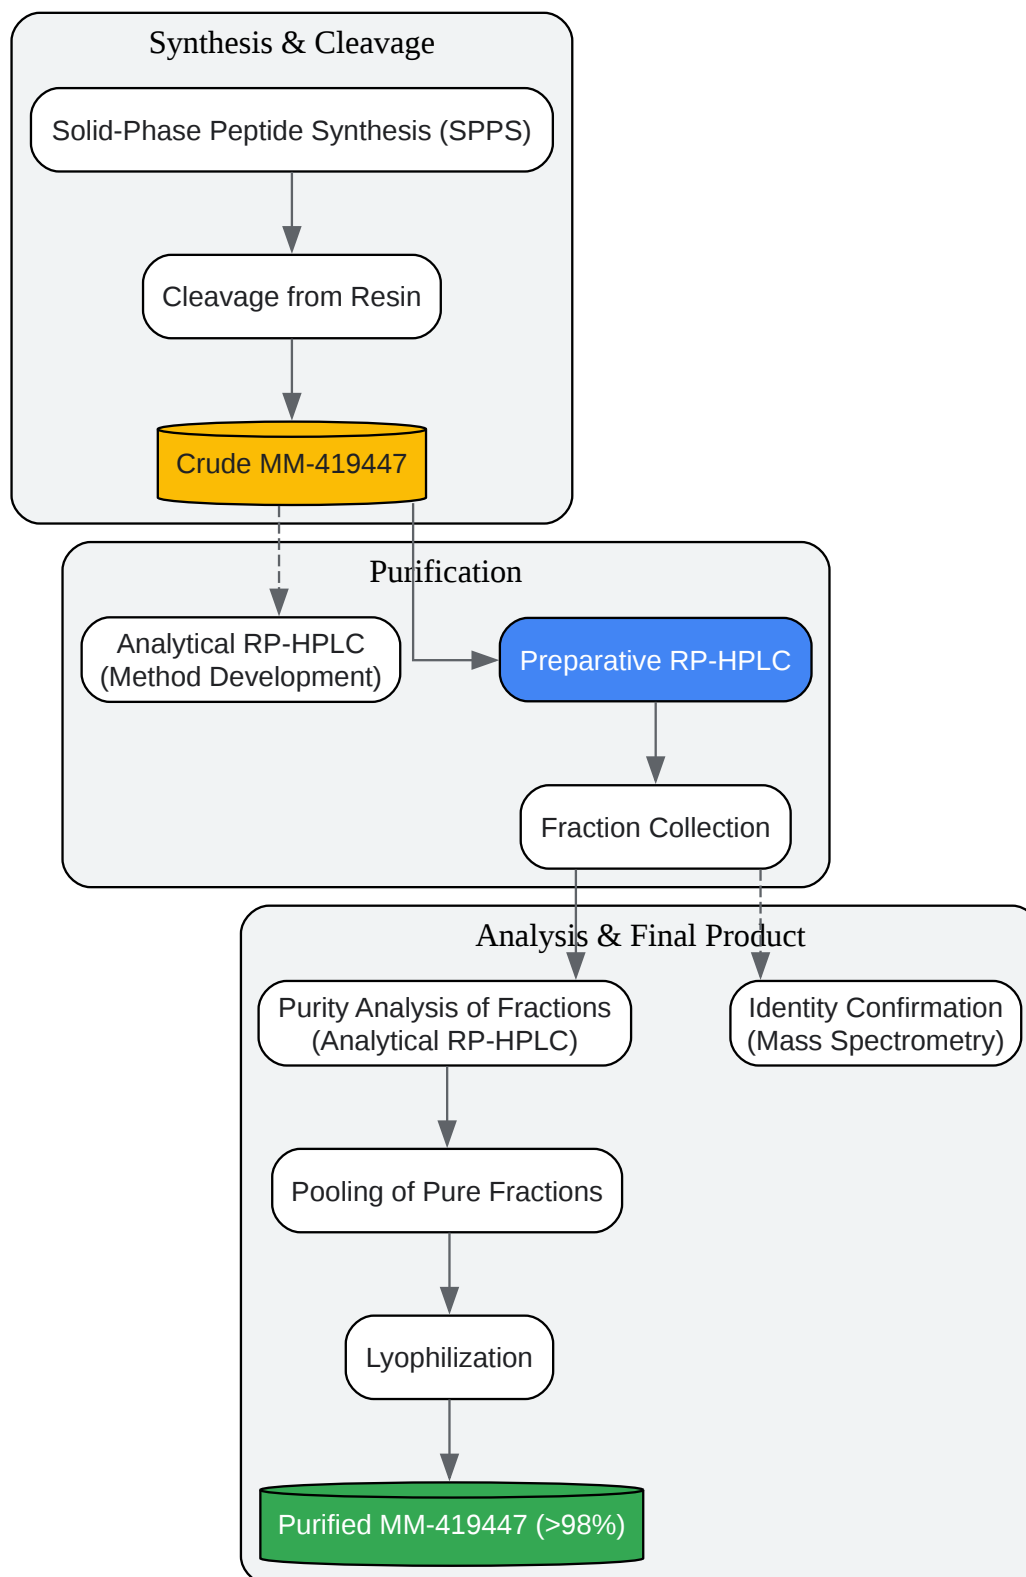 Synthesis & Cleavage
Solid-Phase Peptide Synthesis (SPPS)
Cleavage from Resin
Crude MM-419447
Purification
Analytical RP-HPLC
(Method Development)
Preparative RP-HPLC
Fraction Collection
Analysis & Final Product
Purity Analysis of Fractions
(Analytical RP-HPLC)
Identity Confirmation
(Mass Spectrometry)
Pooling of Pure Fractions
Lyophilization
Purified MM-419447 (>98%)